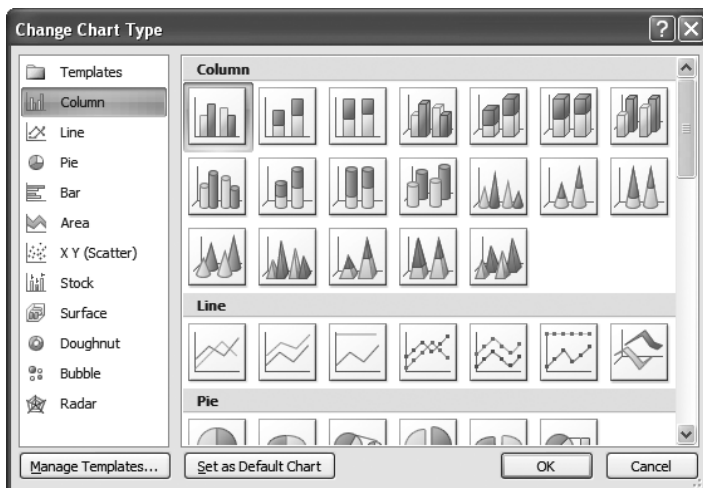 Change Chart Type
Templates
Column
Line
Pie
Bar
Area
X Y (Scatter)
Stock
Surface
Doughnut
Bubble
Radar
Column
Line
Pie
Manage Templates...
Set as Default Chart
OK
Cancel